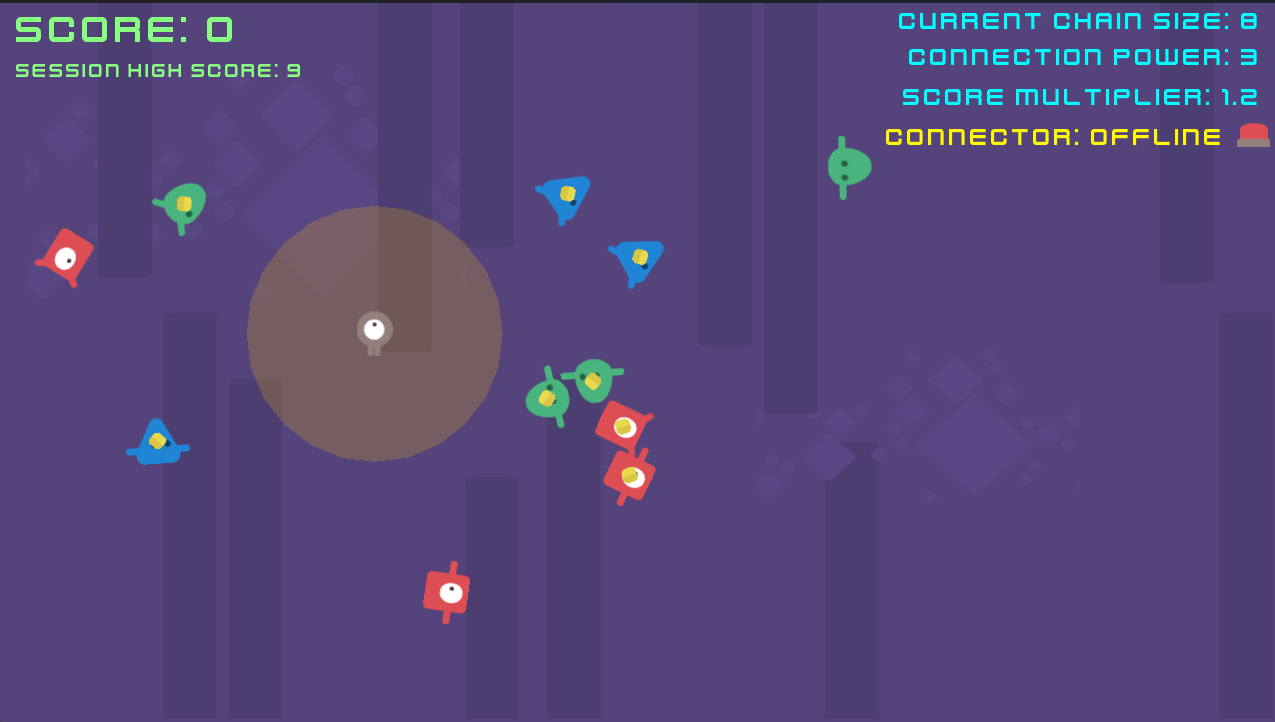 SCORE: 0
SESSION HIGH SCORE: 9
CURRENT CHAIN SIZE: 8
CONNECTION POWER: 3
SCORE MULTIPLIER: 1.2
CONNECTOR: OFFLINE